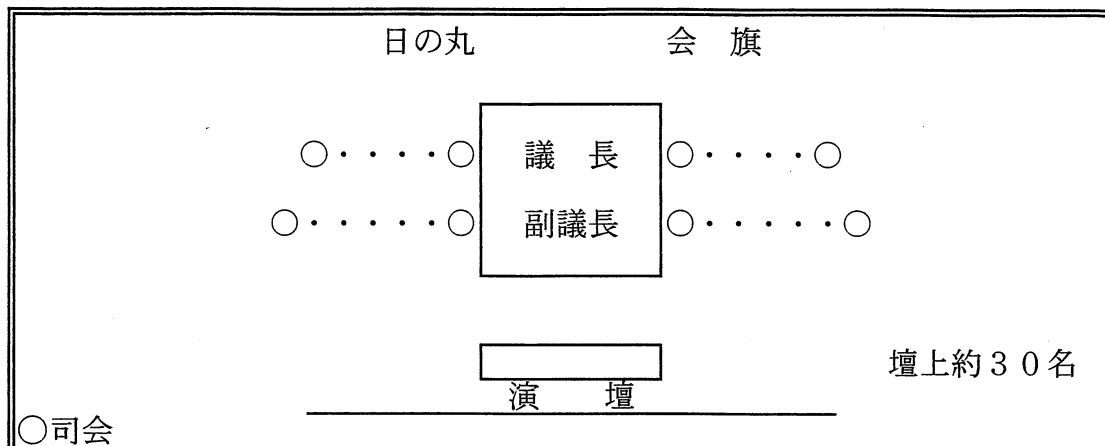 日の丸 会 旗
○・・・・○ 議 長 ○・・・・○
○・・・・・○ 副議長 ○・・・・・○
壇上約30名
演 壇
○司会